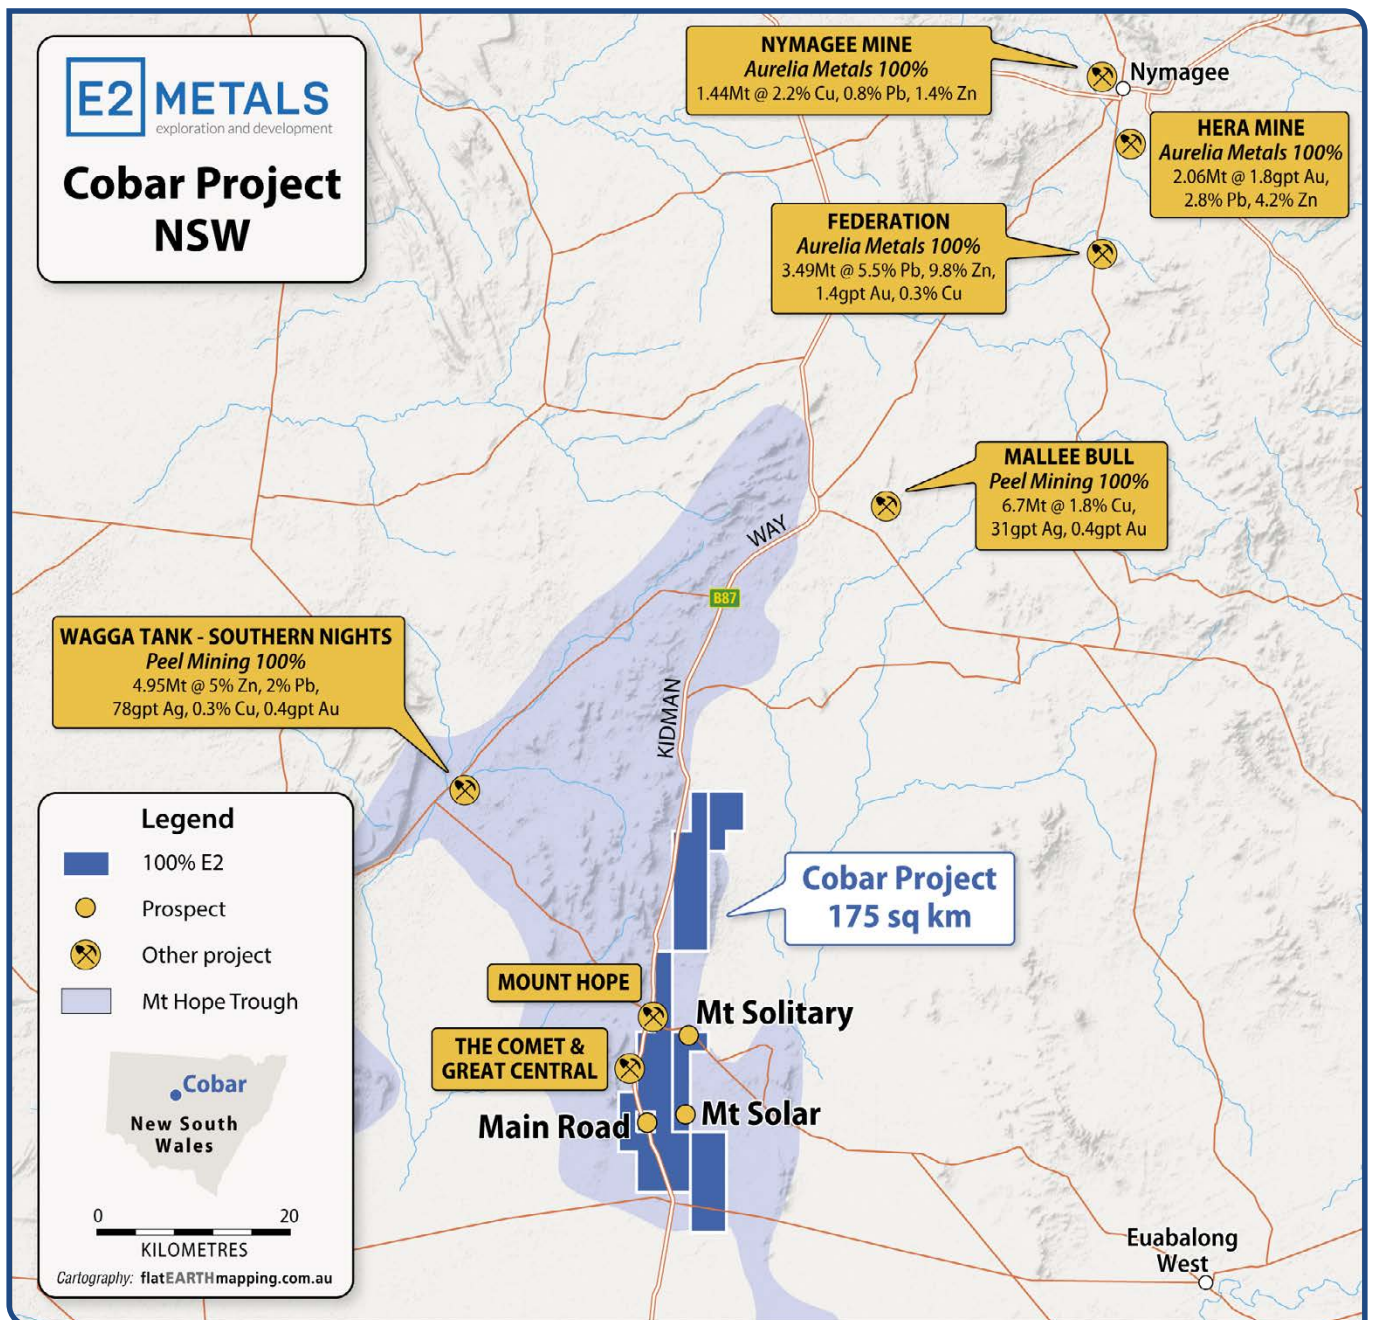 E2 METALS
exploration and development
Cobar Project
NSW
NYMAGEE MINE
Aurelia Metals 100%
1.44Mt @ 2.2% Cu, 0.8% Pb, 1.4% Zn
Nymagee
HERA MINE
Aurelia Metals 100%
2.06Mt @ 1.8gpt Au,
2.8% Pb, 4.2% Zn
FEDERATION
Aurelia Metals 100%
3.49Mt @ 5.5% Pb, 9.8% Zn,
1.4gpt Au, 0.3% Cu
MALLEE BULL
Peel Mining 100%
6.7Mt @ 1.8% Cu,
31gpt Ag, 0.4gpt Au
WAY
B87
KIDMAN
WAGGA TANK - SOUTHERN NIGHTS
Peel Mining 100%
4.95Mt @ 5% Zn, 2% Pb,
78gpt Ag, 0.3% Cu, 0.4gpt Au
Cobar Project
175 sq km
MOUNT HOPE
Mt Solitary
THE COMET &
GREAT CENTRAL
Main Road
Mt Solar
Euabalong
West
Legend
100% E2
Prospect
Other project
Mt Hope Trough
Cobar
New South
Wales
0 20
KILOMETRES
Cartography: flatEARTHmapping.com.au